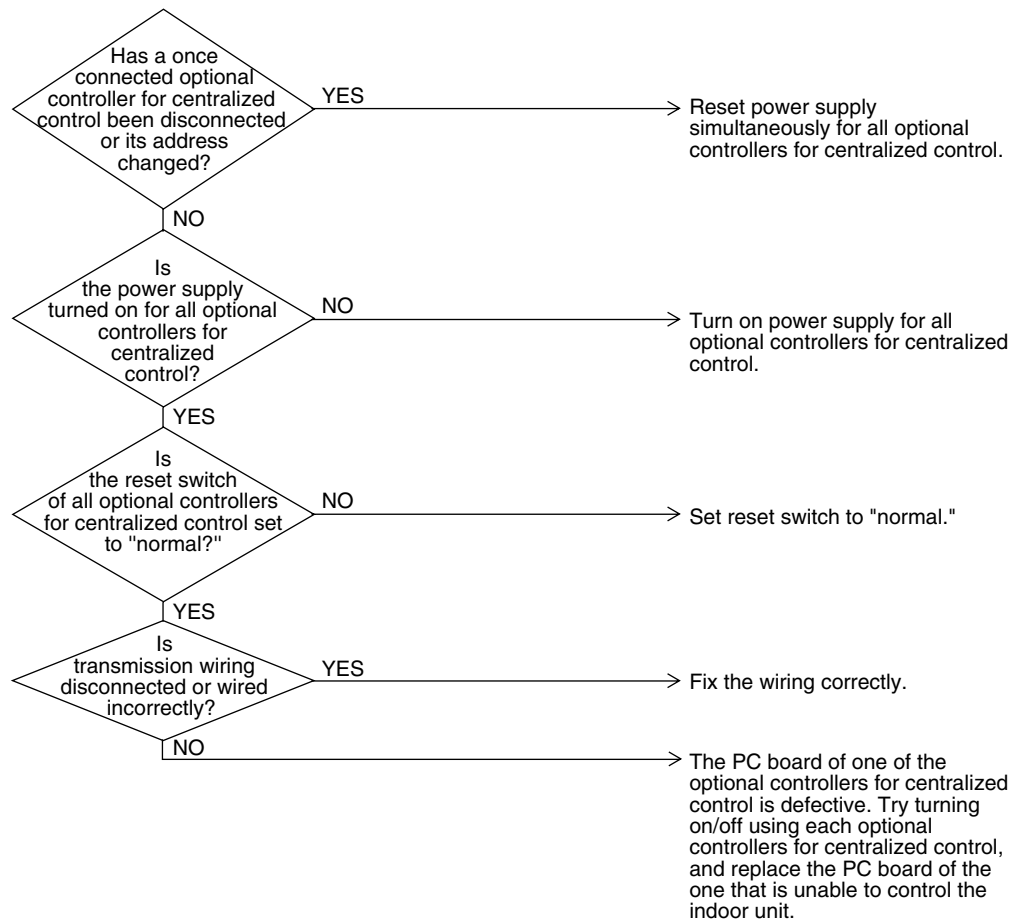 Has a once
connected optional
controller for centralized
control been disconnected
or its address
changed?
YES
Reset power supply
simultaneously for all optional
controllers for centralized control.
NO
Is
the power supply
turned on for all optional
controllers for
centralized
control?
NO
Turn on power supply for all
optional controllers for centralized
control.
YES
Is
the reset switch
of all optional controllers
for centralized control set
to "normal?"
NO
Set reset switch to "normal."
YES
Is
transmission wiring
disconnected or wired
incorrectly?
YES
Fix the wiring correctly.
NO
The PC board of one of the
optional controllers for centralized
control is defective. Try turning
on/off using each optional
controllers for centralized control,
and replace the PC board of the
one that is unable to control the
indoor unit.